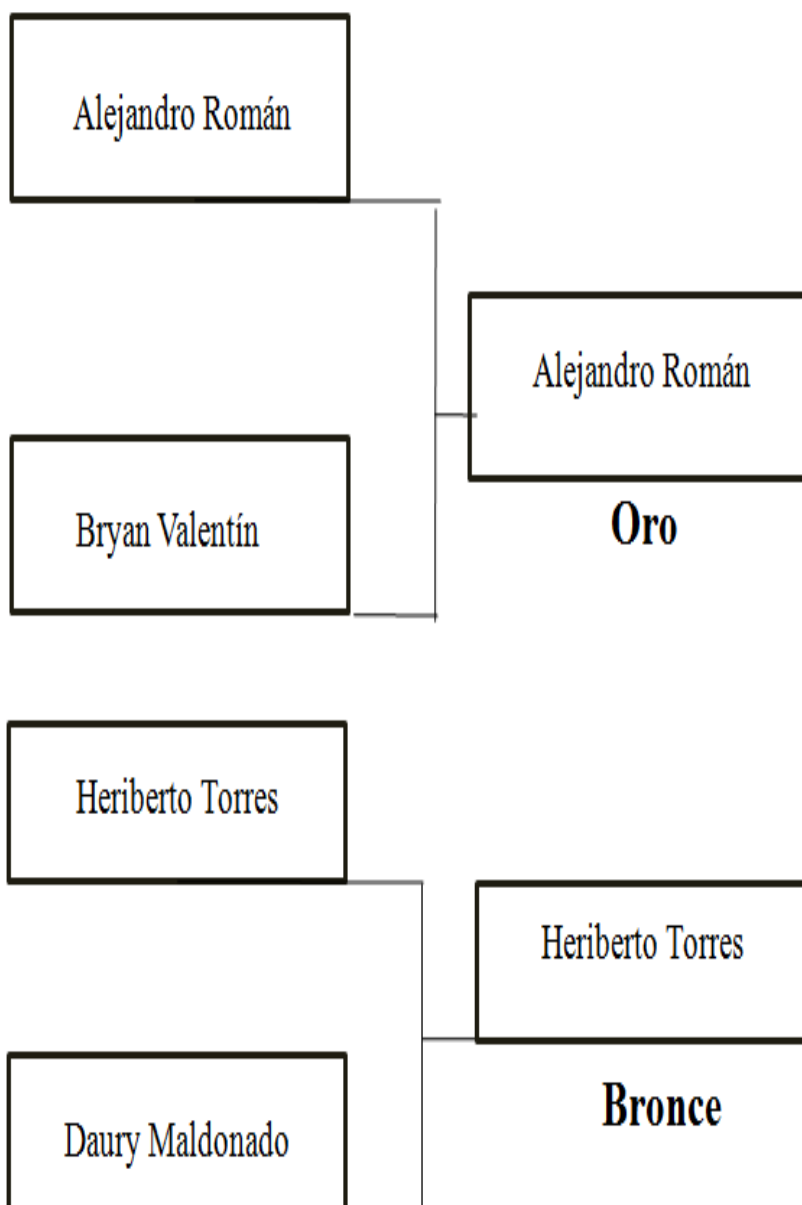 Alejandro Román
Alejandro Román
Oro
Bryan Valentín
Heriberto Torres
Heriberto Torres
Bronce
Daury Maldonado